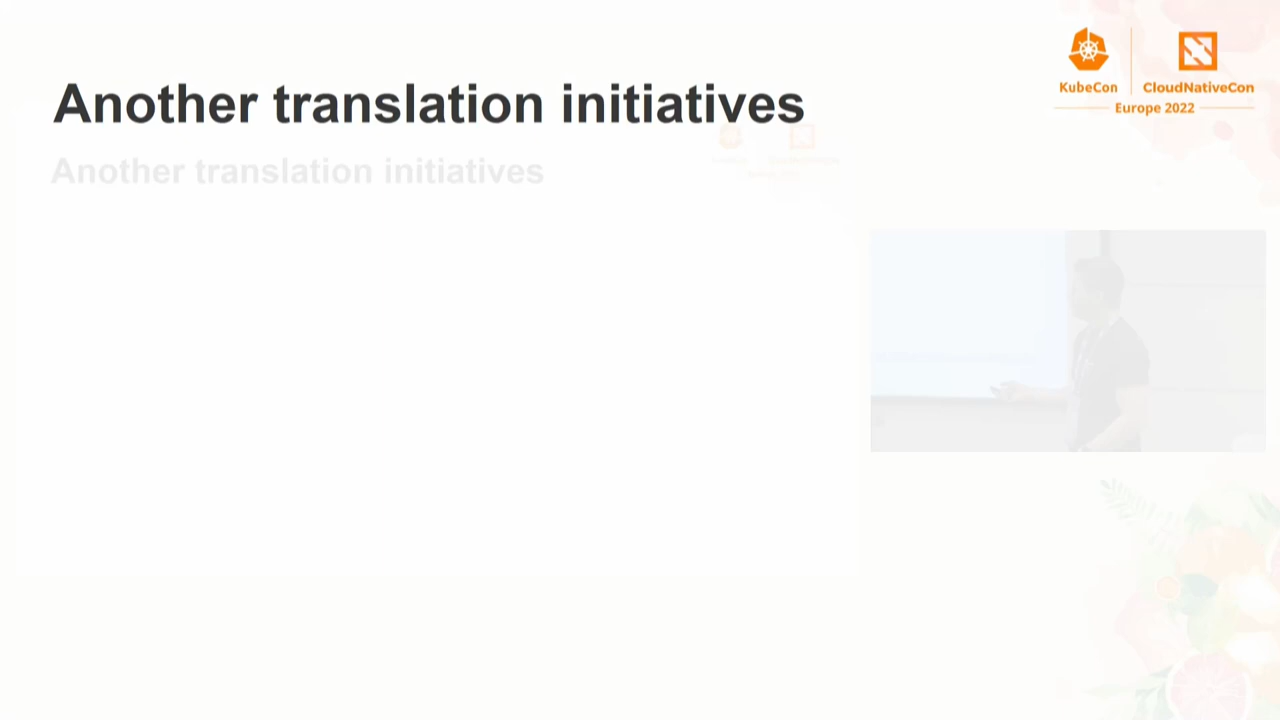 Another translation initiatives
KubeCon
CloudNativeCon
Europe 2022
Another translation initiatives